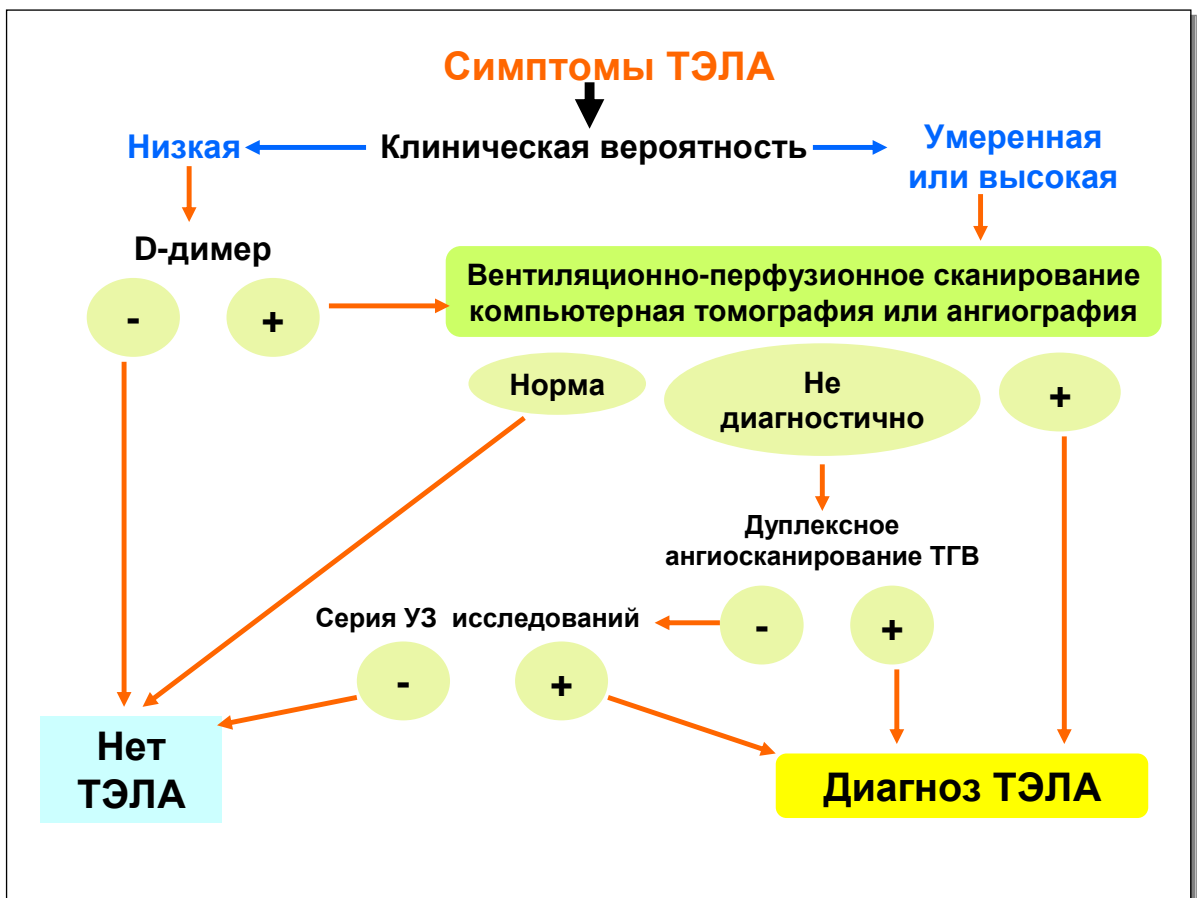 Симптомы ТЭЛА
Низкая
Клиническая вероятность
Умеренная
или высокая
D-димер
-
+
Вентиляционно-перфузионное сканирование
компьютерная томография или ангиография
Норма
Не
диагностично
+
Дуплексное
ангиосканирование ТГВ
-
+
Серия УЗ исследований
-
+
Нет
ТЭЛА
Диагноз ТЭЛА